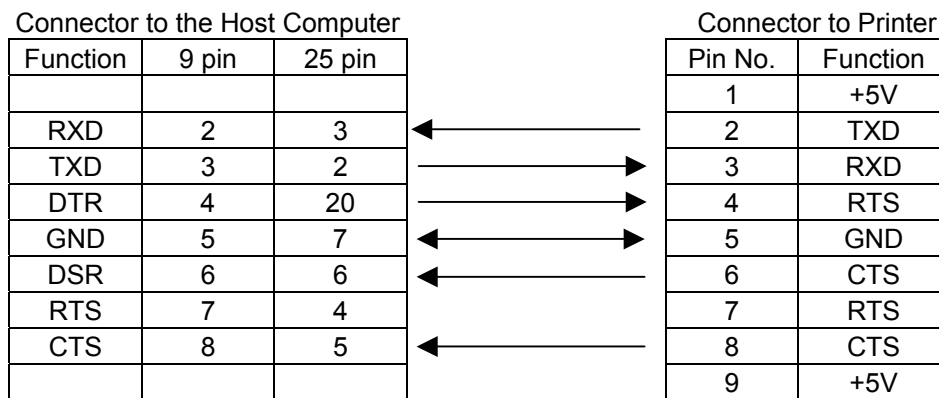 Connector to the Host Computer Connector to Printer
Function 9 pin 25 pin Pin No. Function
1 +5V
RXD 2 3 2 TXD
TXD 3 2 3 RXD
DTR 4 20 4 RTS
GND 5 7 5 GND
DSR 6 6 6 CTS
RTS 7 4 7 RTS
CTS 8 5 8 CTS
9 +5V